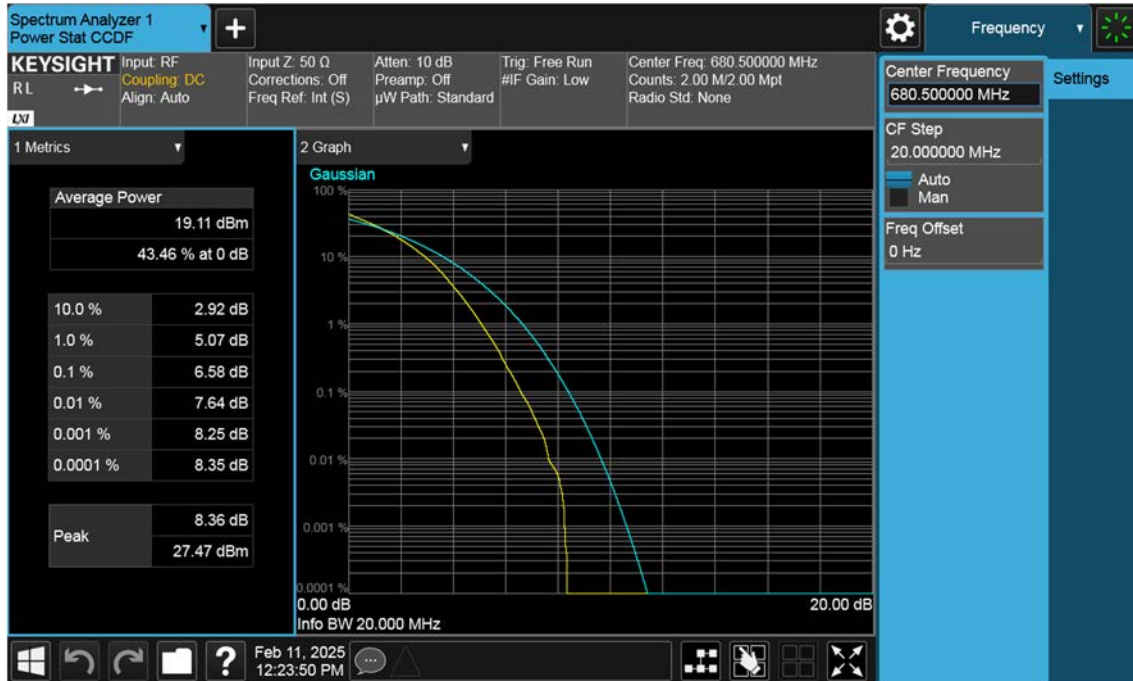 Spectrum Analyzer 1
Power Stat CCDF
Frequency
KEYSIGHT
R L
LXI
Input: RF
Coupling: DC
Align: Auto
Input Z: 50 Ω
Corrections: Off
Freq Ref: Int (S)
Atten: 10 dB
Preamp: Off
µW Path: Standard
Trig: Free Run
#IF Gain: Low
Center Freq: 680.500000 MHz
Counts: 2.00 M/2.00 Mpt
Radio Std: None
Center Frequency
680.500000 MHz
Settings
CF Step
20.000000 MHz
Auto
Man
Freq Offset
0 Hz
1 Metrics
Average Power
19.11 dBm
43.46 % at 0 dB
10.0 % 2.92 dB
1.0 % 5.07 dB
0.1 % 6.58 dB
0.01 % 7.64 dB
0.001 % 8.25 dB
0.0001 % 8.35 dB
Peak
8.36 dB
27.47 dBm
2 Graph
Gaussian
100 %
10 %
1 %
0.1 %
0.01 %
0.001 %
0.0001 %
0.00 dB 20.00 dB
Info BW 20.000 MHz
Feb 11, 2025
12:23:50 PM